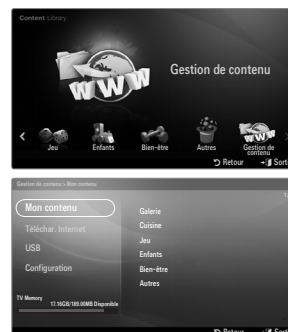 Content Library
Gestion de contenu
WWW
WWW
Jeu
Enfants
Bien-être
Autres
Gestion de
contenu
Retour
Gestion de contenu > Mon contenu
Mon contenu
Téléchar. Internet
USB
Configuration
TV Memory
17.16GB/189.00MB Disponible
Galerie
Cuisine
Jeu
Enfants
Bien-être
Autres
Retour